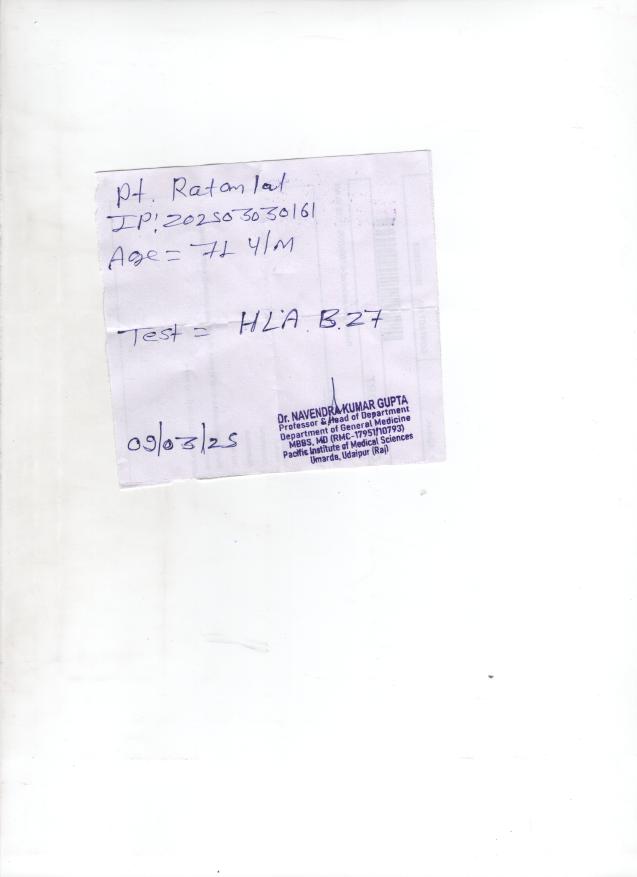 Pt. Ratanlal
IP: 202503030161
Age = 71 Y/M
Test = HLA B.27
09/03/25
Dr. NAVENDRA KUMAR GUPTA
Professor & Head of Department
Department of General Medicine
MBBS, MD (RMC-17951/10793)
Pacific Institute of Medical Sciences
Umarda, Udaipur (Raj)